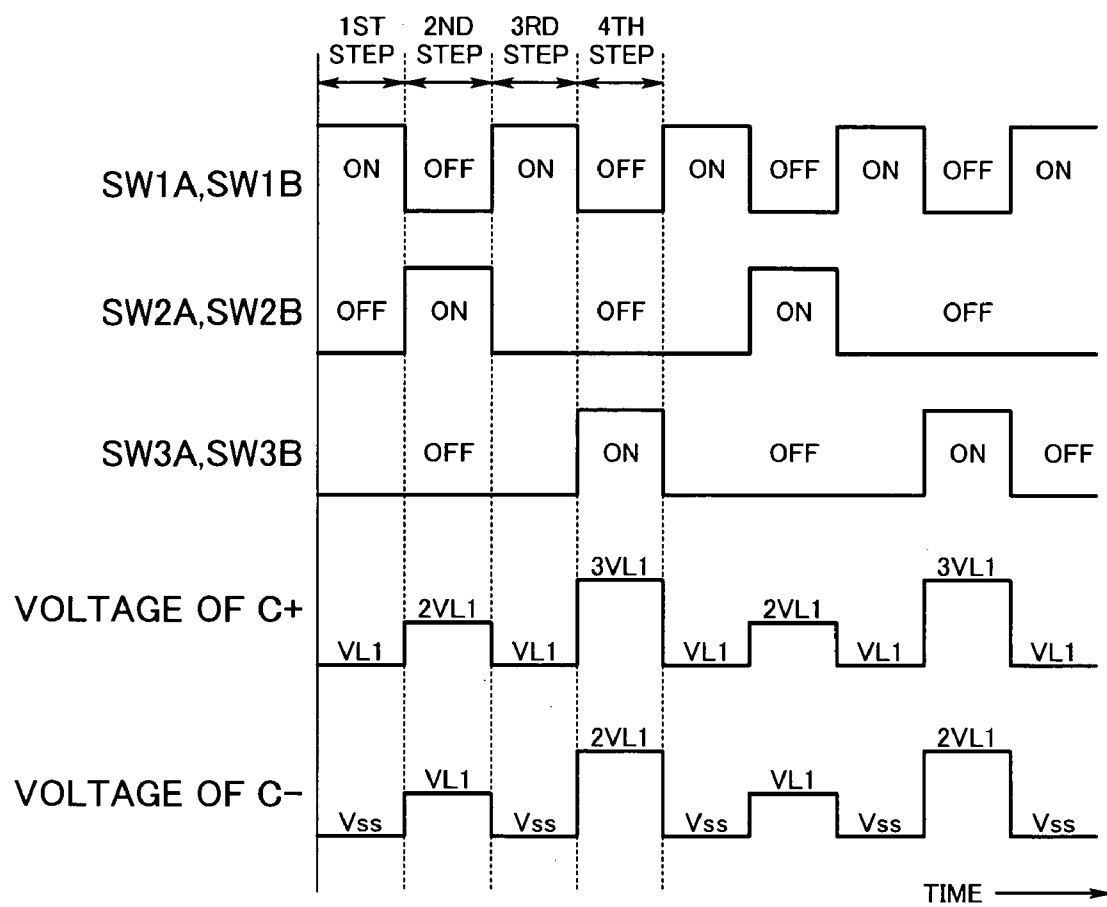 1ST STEP 2ND STEP 3RD STEP 4TH STEP
SW1A,SW1B ON OFF ON OFF ON OFF ON OFF ON
SW2A,SW2B OFF ON OFF ON OFF
SW3A,SW3B OFF ON OFF ON OFF
VOLTAGE OF C+ VL1 2VL1 VL1 3VL1 VL1 2VL1 VL1 3VL1 VL1
VOLTAGE OF C- Vss VL1 Vss 2VL1 Vss VL1 Vss 2VL1 Vss
TIME